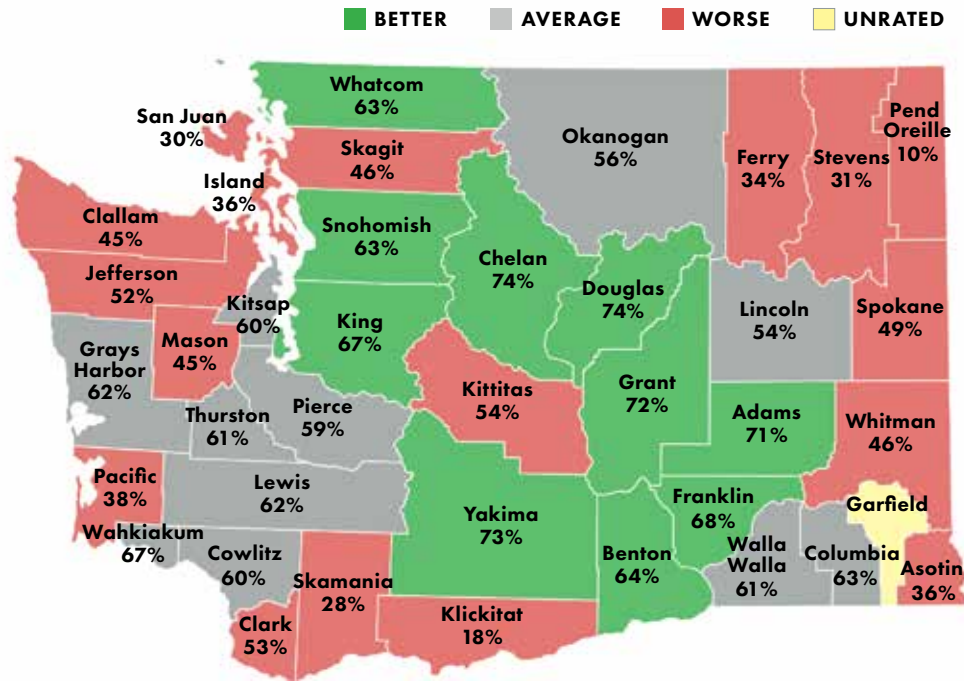 BETTER AVERAGE WORSE UNRATED
Whatcom
63%
San Juan
30%
Skagit
46%
Okanogan
56%
Ferry
34%
Stevens
31%
Pend
Oreille
10%
Island
36%
Clallam
45%
Snohomish
63%
Chelan
74%
Jefferson
52%
Kitsap
60%
Douglas
74%
Lincoln
54%
Spokane
49%
King
67%
Mason
45%
Grays
Harbor
62%
Kittitas
54%
Grant
72%
Thurston
61%
Pierce
59%
Adams
71%
Whitman
46%
Pacific
38%
Lewis
62%
Yakima
73%
Franklin
68%
Garfield
Wahkiakum
67%
Cowlitz
60%
Skamania
28%
Benton
64%
Walla
Walla
61%
Columbia
63%
Asotin
36%
Clark
53%
Klickitat
18%